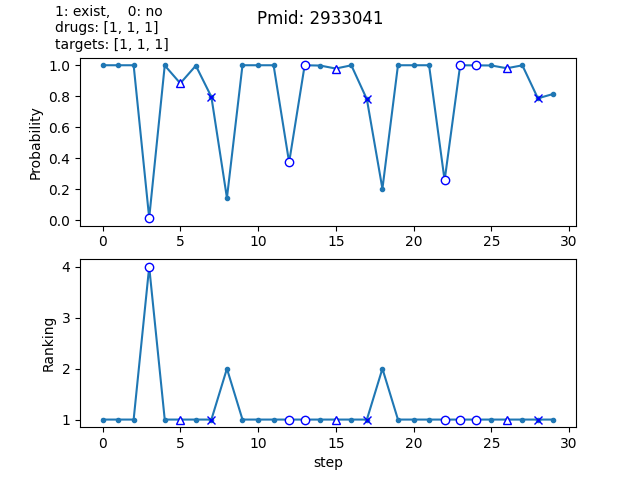 1: exist,    0: no
drugs: [1, 1, 1]
targets: [1, 1, 1]
Pmid: 2933041
1.0
0.8
0.6
0.4
0.2
0.0
Probability
0 5 10 15 20 25 30
4
3
2
1
Ranking
0 5 10 15 20 25 30
step